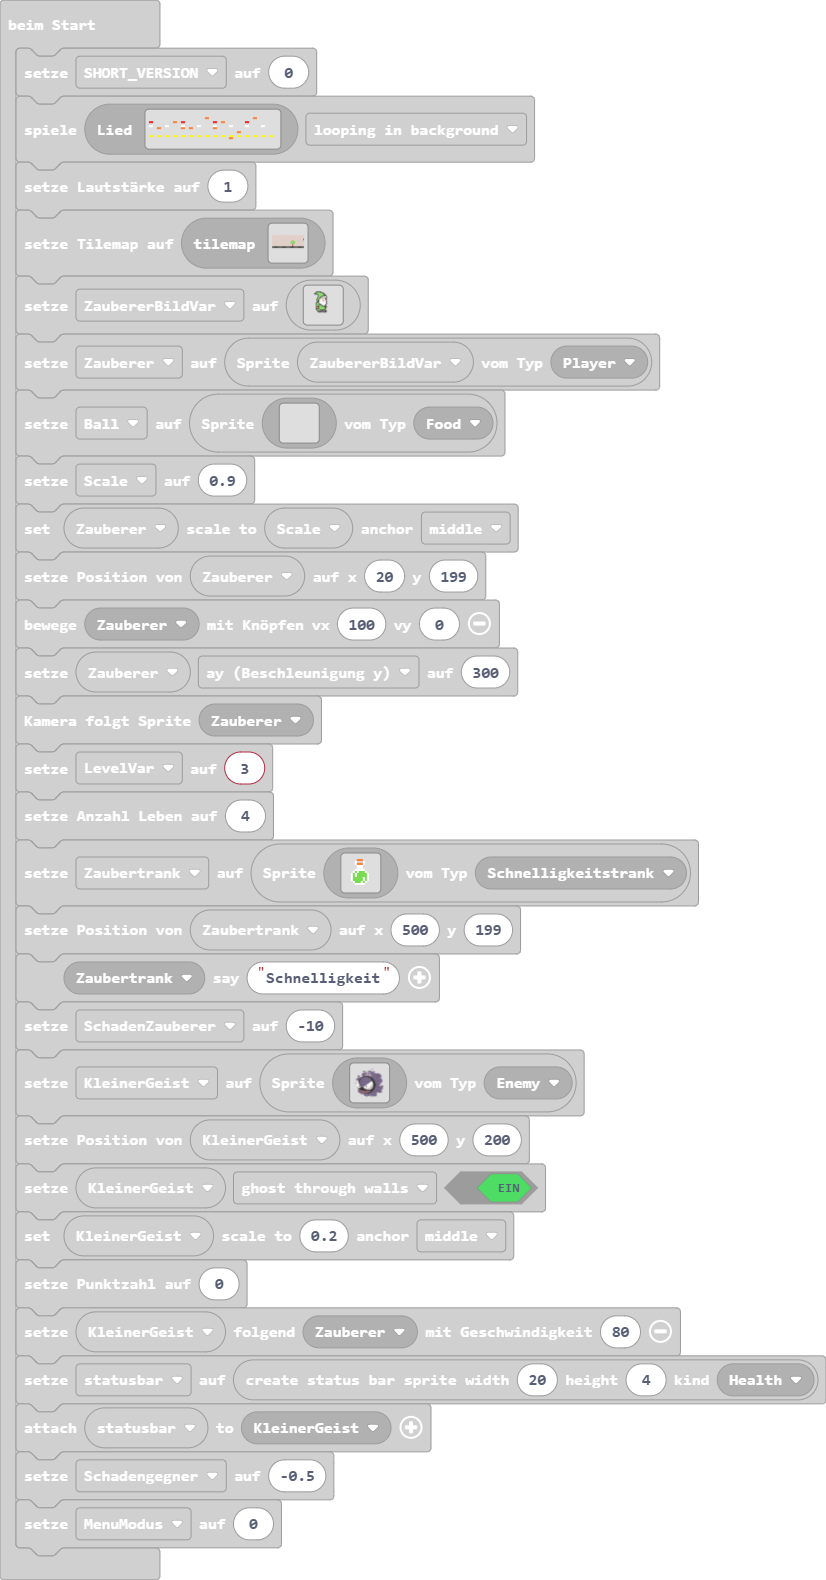 beim Start
setze SHORT_VERSION auf 0
spiele Lied looping in background
setze Lautstärke auf 1
setze Tilemap auf tilemap
setze ZaubererBildVar auf
setze Zauberer auf Sprite ZaubererBildVar vom Typ Player
setze Ball auf Sprite vom Typ Food
setze Scale auf 0.9
set Zauberer scale to Scale anchor middle
setze Position von Zauberer auf x 20 y 199
bewege Zauberer mit Knöpfen vx 100 vy 0
setze Zauberer ay (Beschleunigung y) auf 300
Kamera folgt Sprite Zauberer
setze LevelVar auf 3
setze Anzahl Leben auf 4
setze Zaubertrank auf Sprite vom Typ Schnelligkeitstrank
setze Position von Zaubertrank auf x 500 y 199
Zaubertrank say "Schnelligkeit"
setze SchadenZauberer auf -10
setze KleinerGeist auf Sprite vom Typ Enemy
setze Position von KleinerGeist auf x 500 y 200
setze KleinerGeist ghost through walls EIN
set KleinerGeist scale to 0.2 anchor middle
setze Punktzahl auf 0
setze KleinerGeist folgend Zauberer mit Geschwindigkeit 80
setze statusbar auf create status bar sprite width 20 height 4 kind Health
attach statusbar to KleinerGeist
setze Schadengegner auf -0.5
setze MenuModus auf 0